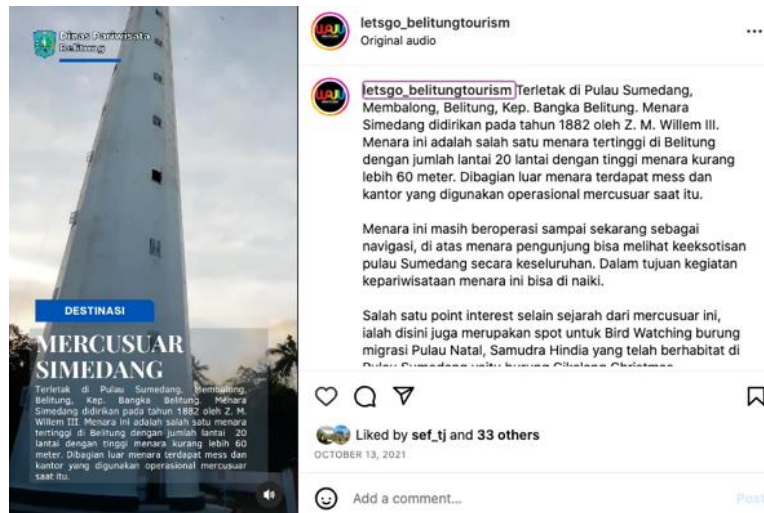 Dinas Pariwisata
Belitung
DESTINASI
MERCUSUAR
SIMEDANG
Terletak di Pulau Sumedang, Membalong,
Belitung, Kep. Bangka Belitung. Menara
Simedang didirikan pada tahun 1882 oleh Z. M.
Willem III. Menara ini adalah salah satu menara
tertinggi di Belitung dengan jumlah lantai 20
lantai dengan tinggi menara kurang lebih 60
meter. Dibagian luar menara terdapat mess dan
kantor yang digunakan operasional mercusuar
saat itu.
letsgo_belitungtourism
Original audio
letsgo_belitungtourism Terletak di Pulau Sumedang,
Membalong, Belitung, Kep. Bangka Belitung. Menara
Simedang didirikan pada tahun 1882 oleh Z. M. Willem III.
Menara ini adalah salah satu menara tertinggi di Belitung
dengan jumlah lantai 20 lantai dengan tinggi menara kurang
lebih 60 meter. Dibagian luar menara terdapat mess dan
kantor yang digunakan operasional mercusuar saat itu.
Menara ini masih beroperasi sampai sekarang sebagai
navigasi, di atas menara pengunjung bisa melihat keeksotisan
pulau Sumedang secara keseluruhan. Dalam tujuan kegiatan
kepariwisataan menara ini bisa di naiki.
Salah satu point interest selain sejarah dari mercusuar ini,
ialah disini juga merupakan spot untuk Bird Watching burung
migrasi Pulau Natal, Samudra Hindia yang telah berhabitat di
Liked by sef_tj and 33 others
OCTOBER 13, 2021
Add a comment...
Post